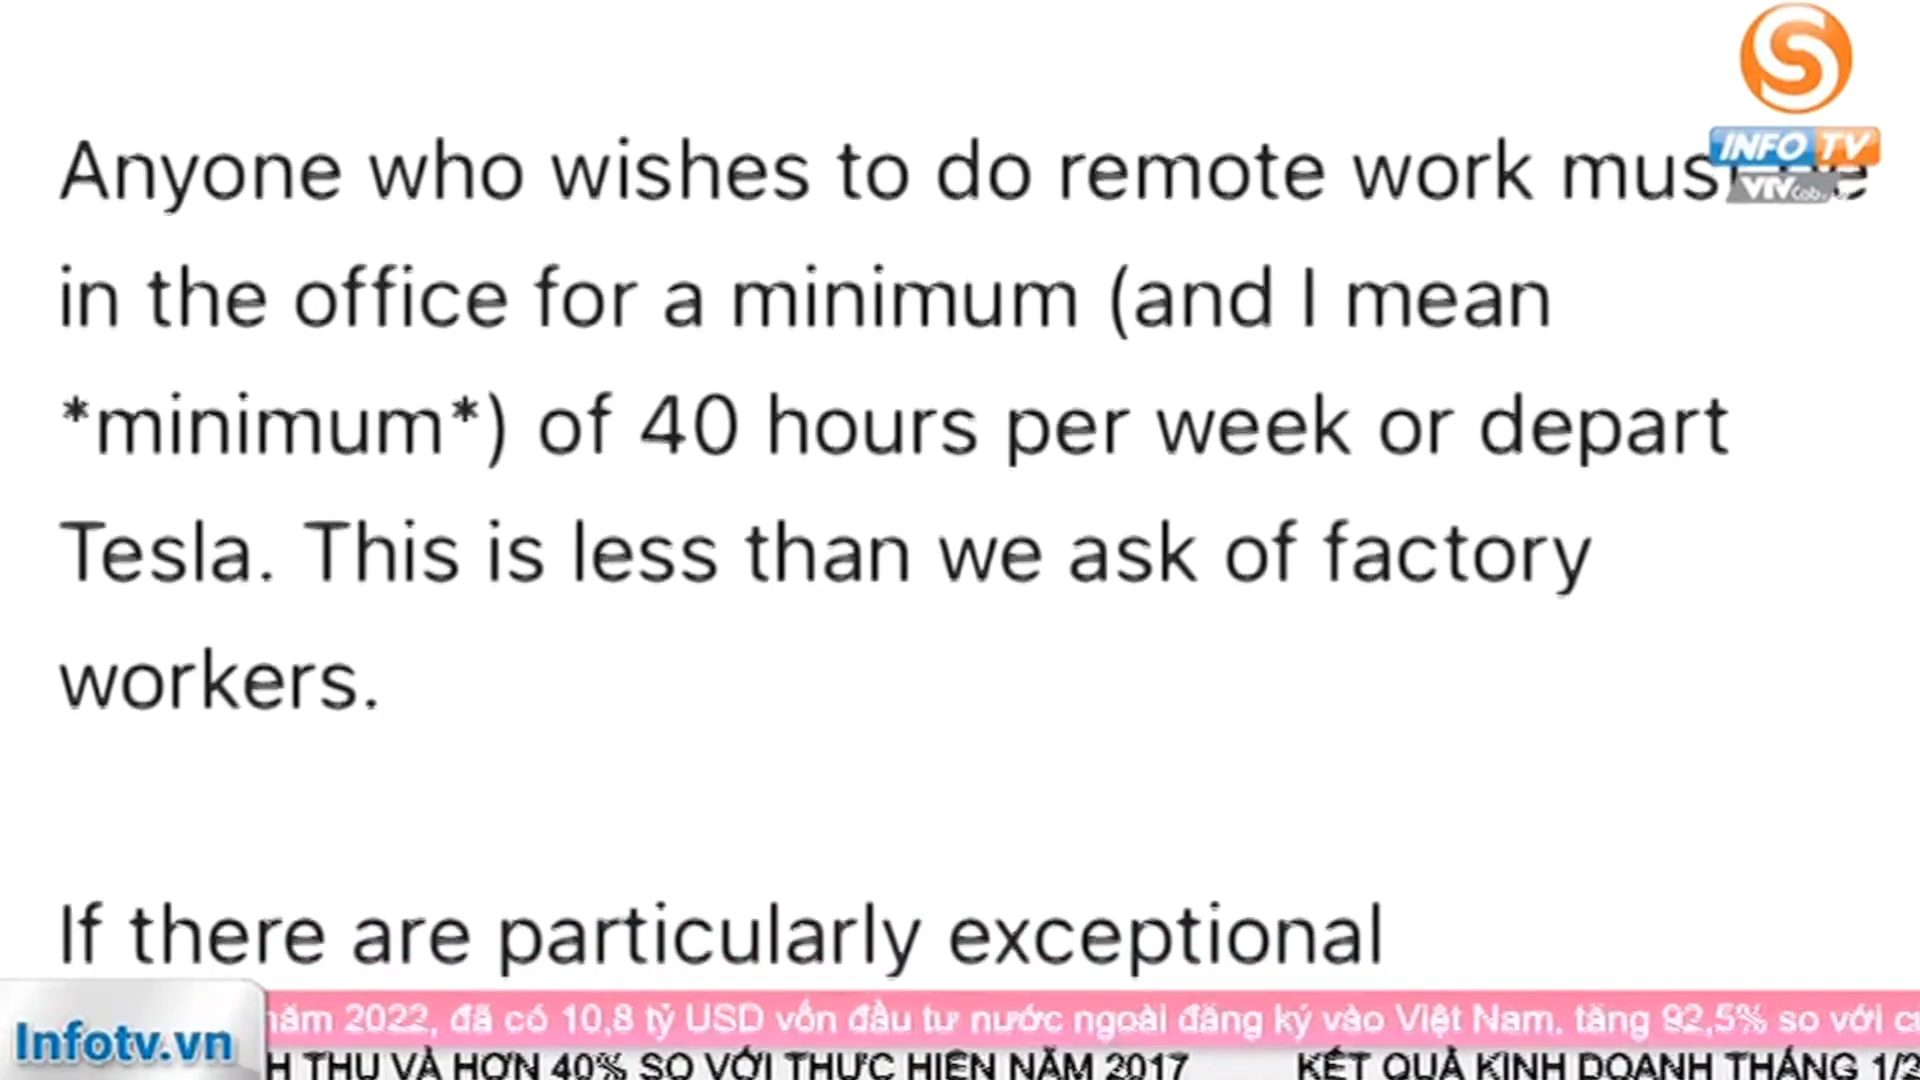 S
INFO TV
VTVCab
Anyone who wishes to do remote work must be
in the office for a minimum (and I mean
*minimum*) of 40 hours per week or depart
Tesla. This is less than we ask of factory
workers.
If there are particularly exceptional
Infotv.vn
năm 2022, đã có 10,8 tỷ USD vốn đầu tư nước ngoài đăng ký vào Việt Nam, tăng 92,5% so với
THU VÀ HƠN 40% SO VỚI THỰC HIỆN NĂM 2017 KẾT QUẢ KINH DOANH THÁNG 1/